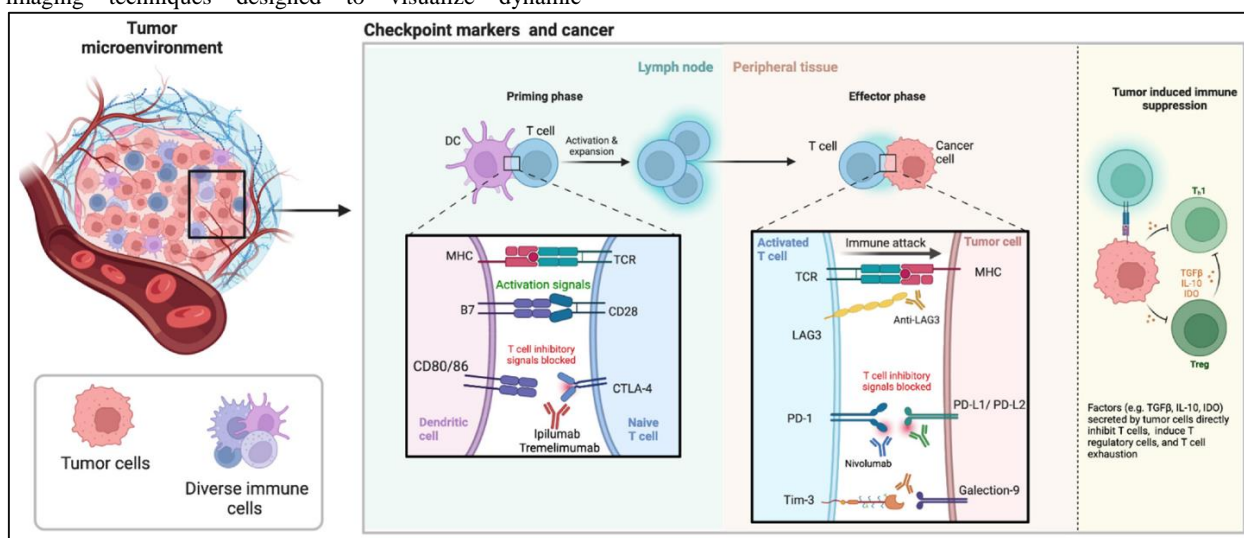 imaging techniques designed to visualize dynamic
Tumor
microenvironment
Tumor cells
Diverse immune
cells
Checkpoint markers and cancer
Lymph node
Peripheral tissue
Priming phase
DC
T cell
Activation &
expansion
MHC
TCR
Activation signals
B7
CD28
T cell inhibitory
signals blocked
CD80/86
CTLA-4
Ipilumab
Tremelimumab
Dendritic
cell
Naive
T cell
Effector phase
T cell
Cancer
cell
Activated
T cell
Immune attack
Tumor cell
TCR
MHC
LAG3
Anti-LAG3
T cell inhibitory
signals blocked
PD-1
PD-L1/ PD-L2
Nivolumab
Tim-3
Galection-9
Tumor induced immune
suppression
Th1
TGFβ
IL-10
IDO
Treg
Factors (e.g. TGFβ, IL-10, IDO)
secreted by tumor cells directly
inhibit T cells, induce T
regulatory cells, and T cell
exhaustion